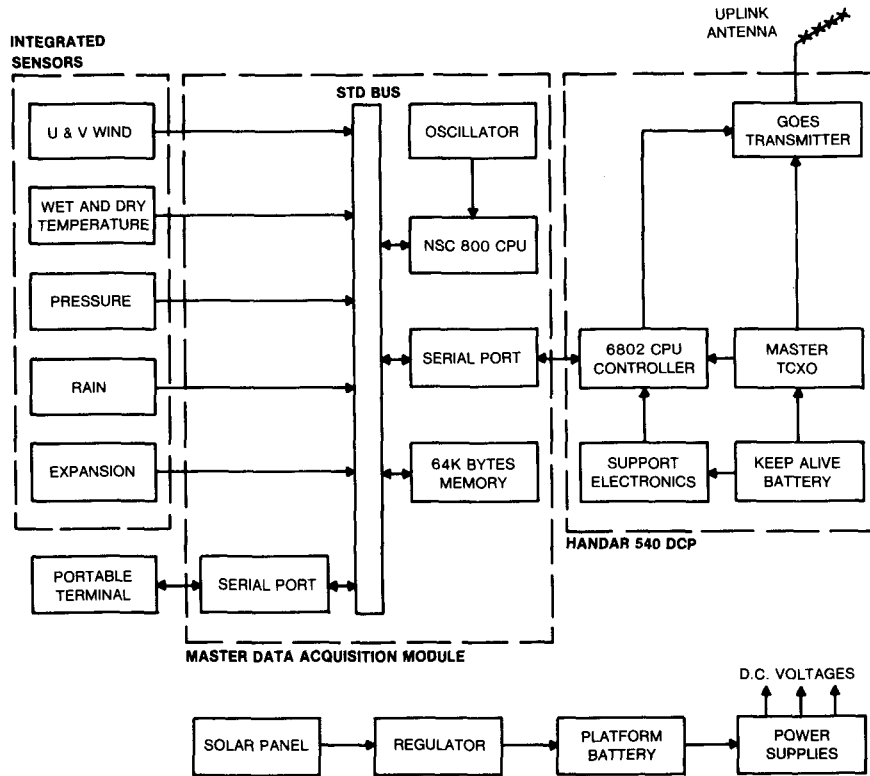 UPLINK
ANTENNA
INTEGRATED
SENSORS
STD BUS
U & V WIND
OSCILLATOR
GOES
TRANSMITTER
WET AND DRY
TEMPERATURE
NSC 800 CPU
PRESSURE
SERIAL PORT
6802 CPU
CONTROLLER
MASTER
TCXO
RAIN
EXPANSION
64K BYTES
MEMORY
SUPPORT
ELECTRONICS
KEEP ALIVE
BATTERY
HANDAR 540 DCP
PORTABLE
TERMINAL
SERIAL PORT
MASTER DATA ACQUISITION MODULE
D.C. VOLTAGES
SOLAR PANEL
REGULATOR
PLATFORM
BATTERY
POWER
SUPPLIES